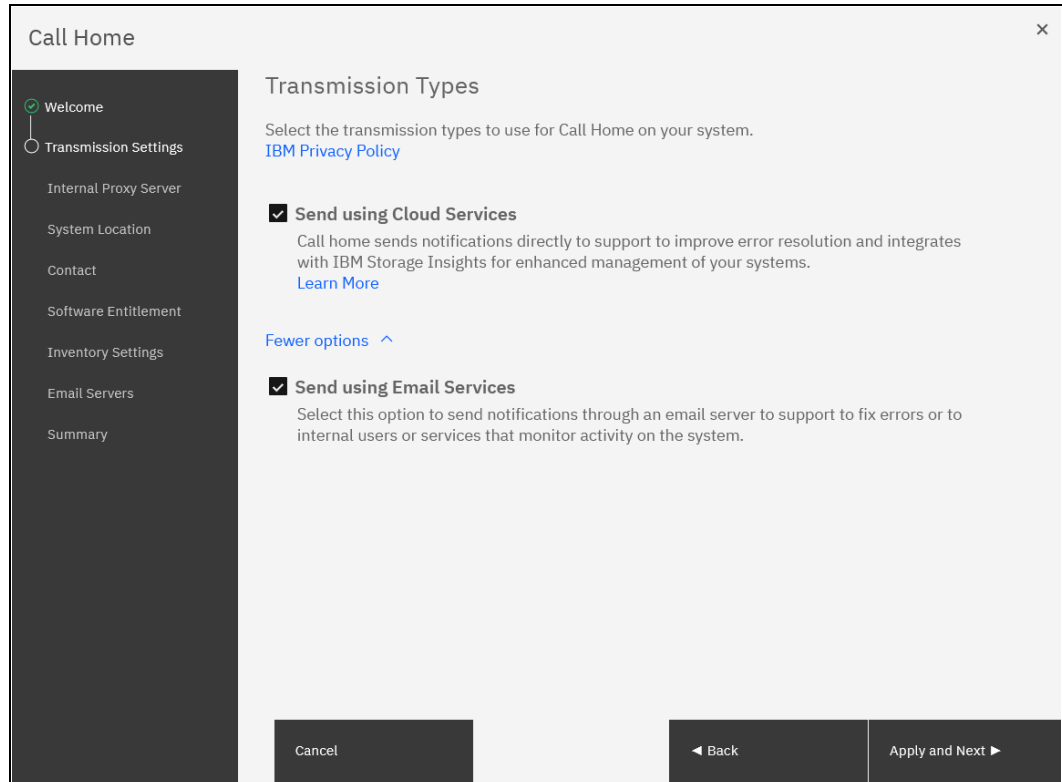 Call Home
×
Welcome
Transmission Settings
Internal Proxy Server
System Location
Contact
Software Entitlement
Inventory Settings
Email Servers
Summary
Transmission Types
Select the transmission types to use for Call Home on your system.
IBM Privacy Policy
Send using Cloud Services
Call home sends notifications directly to support to improve error resolution and integrates
with IBM Storage Insights for enhanced management of your systems.
Learn More
Fewer options
Send using Email Services
Select this option to send notifications through an email server to support to fix errors or to
internal users or services that monitor activity on the system.
Cancel
◄ Back
Apply and Next ►